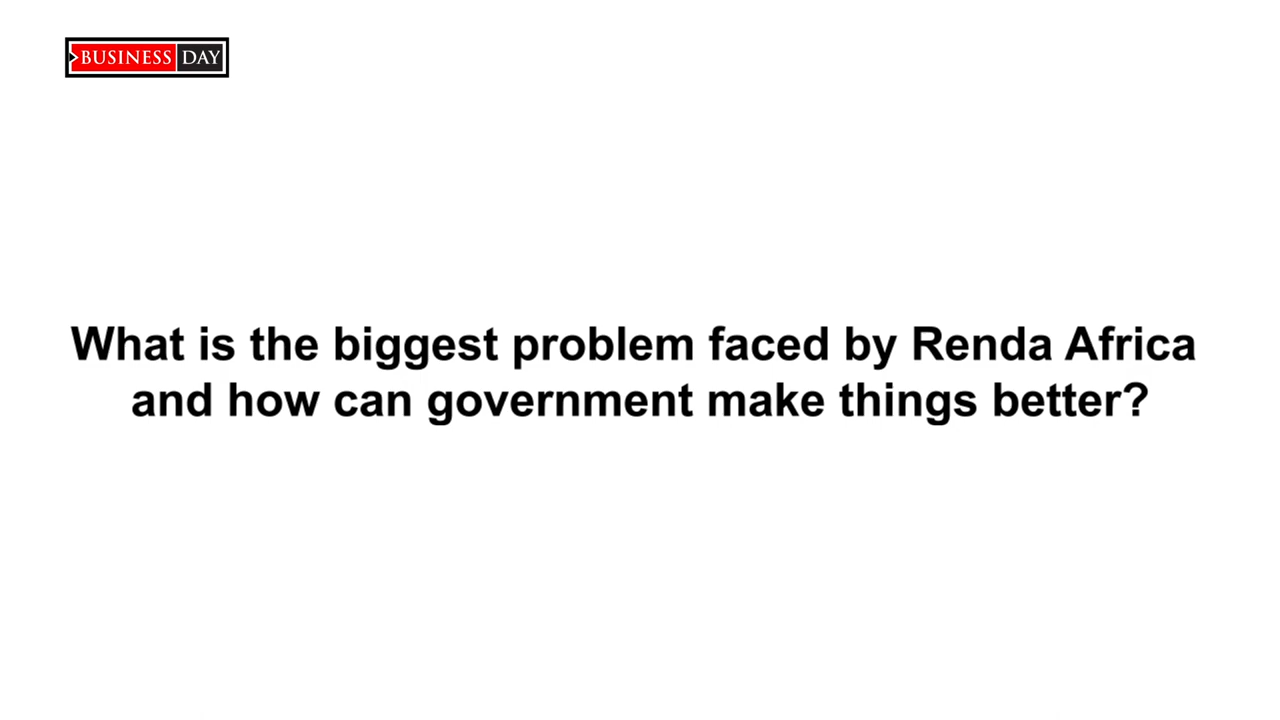 BUSINESS DAY
What is the biggest problem faced by Renda Africa
and how can government make things better?